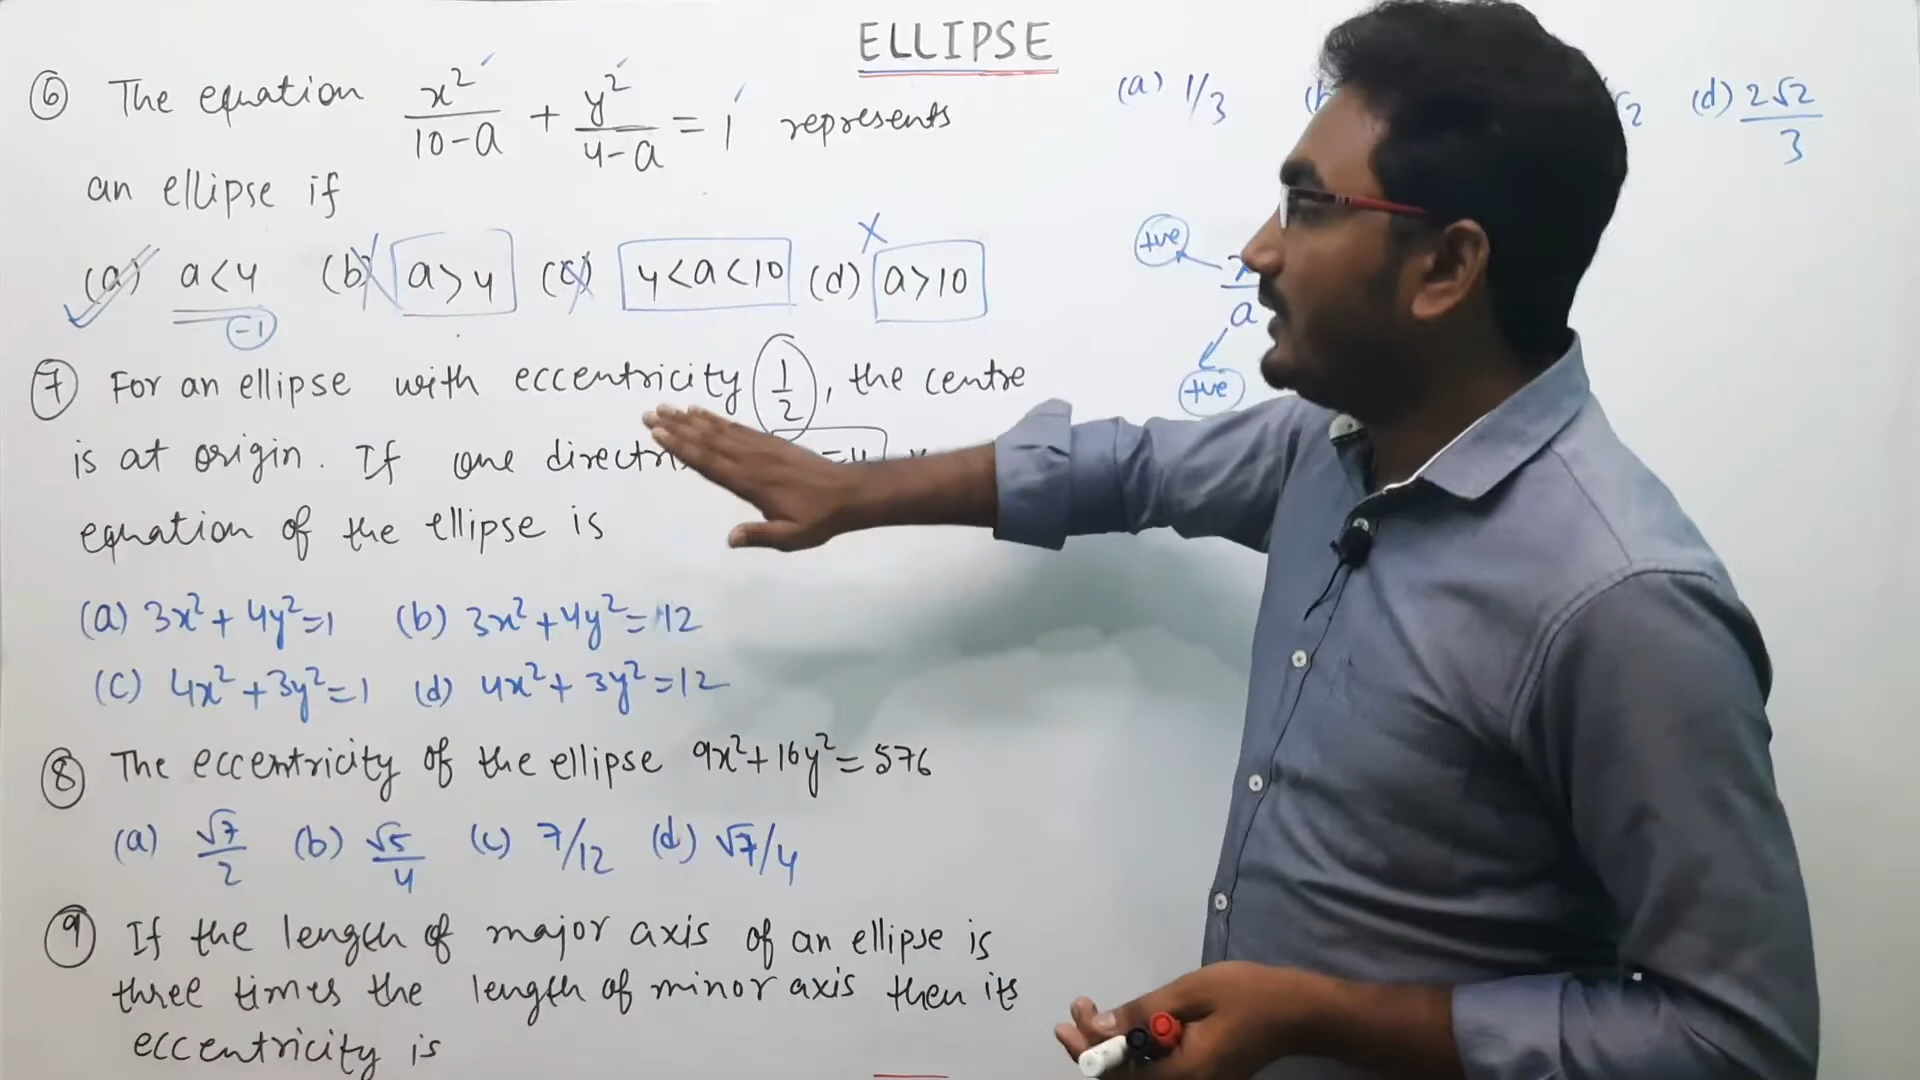 ELLIPSE
⑥ The equation x²/10-a + y²/4-a = 1 represents
an ellipse if
(a) a<4 (b) a>4 (c) 4<a<10 (d) a>10
-1
⑦ For an ellipse with eccentricity 1/2, the centre
is at origin. If one =4
equation of the ellipse is
(a) 3x²+4y²=1 (b) 3x²+4y²=12
(c) 4x²+3y²=1 (d) 4x²+3y²=12
⑧ The eccentricity of the ellipse 9x²+16y²=576
(a) √7/2 (b) √5/4 (c) 7/12 (d) √7/4
⑨ If the length of major axis of an ellipse is
three times the length of minor axis then its
eccentricity is
(a) 1/3 (d) 2√2/3
+ve
a
+ve